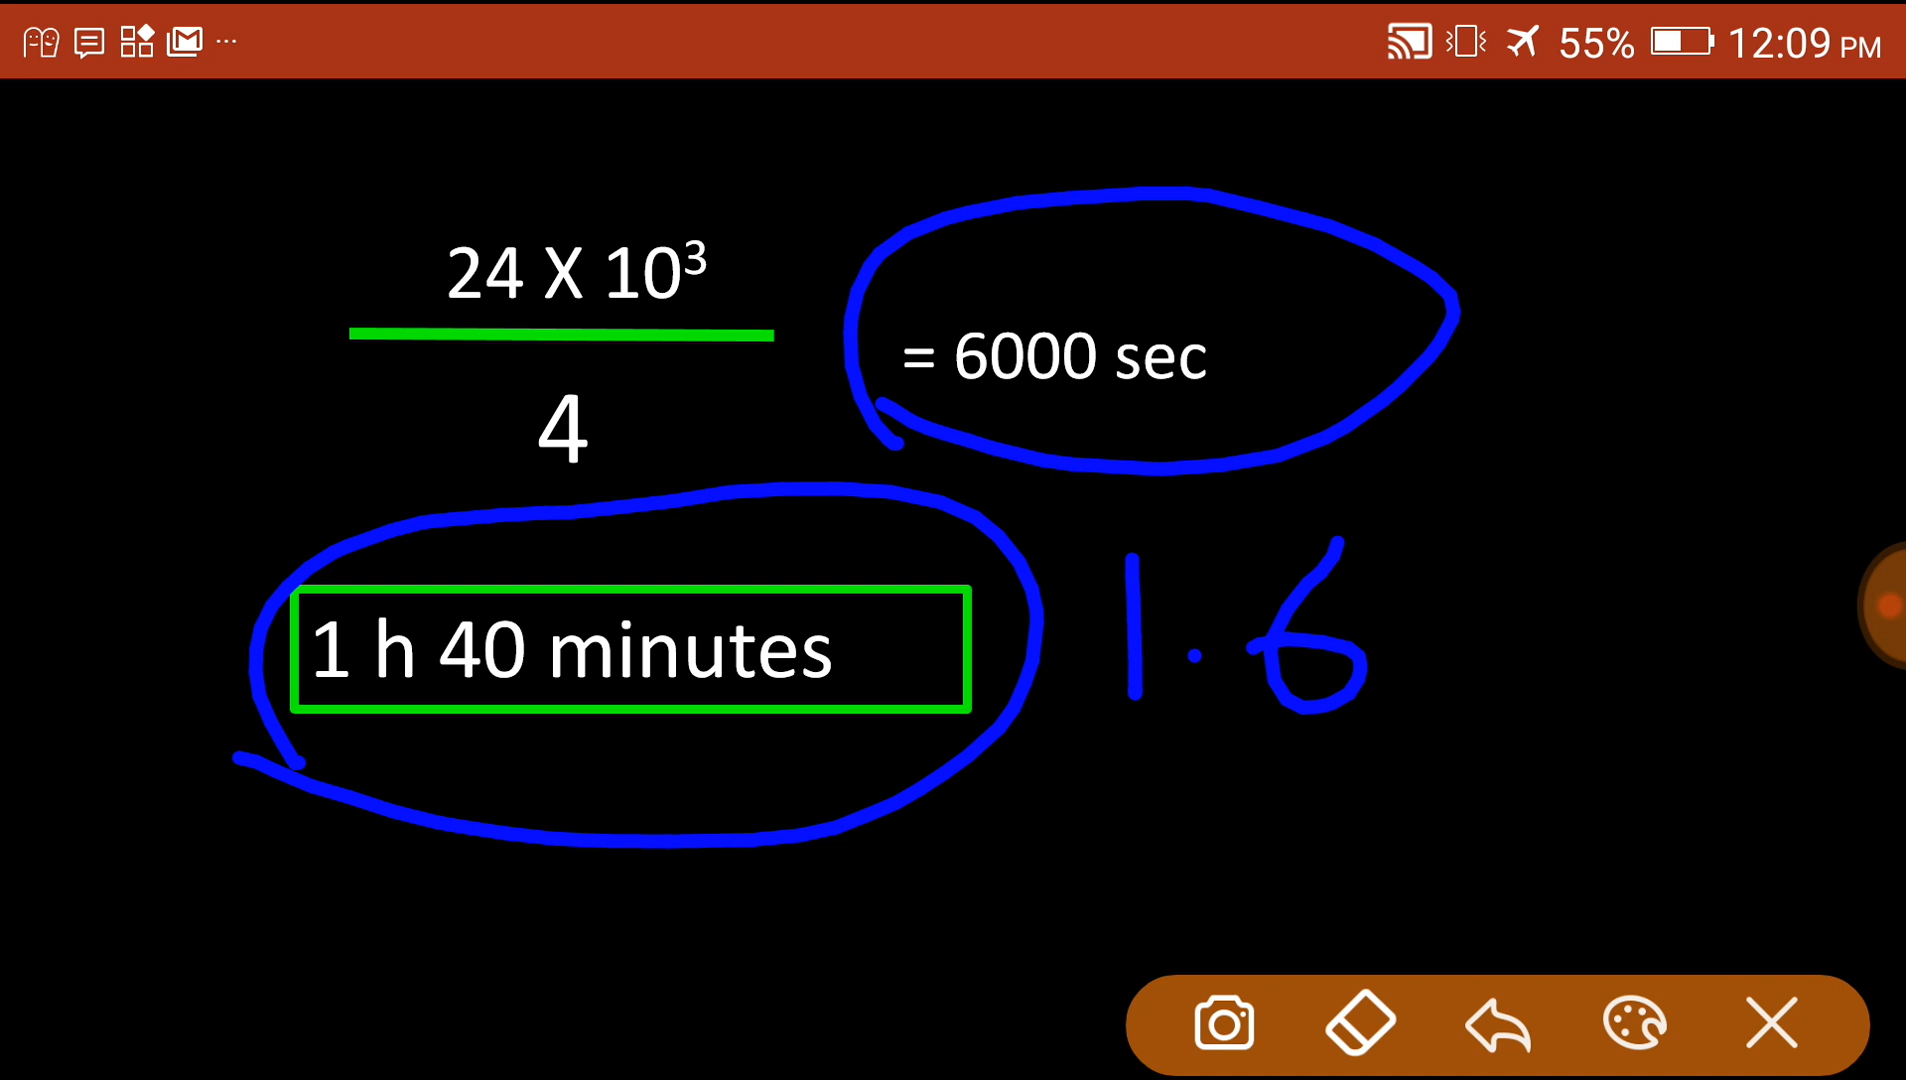 55% 12:09 PM
24 X 10³
= 6000 sec
4
1 h 40 minutes
1.6